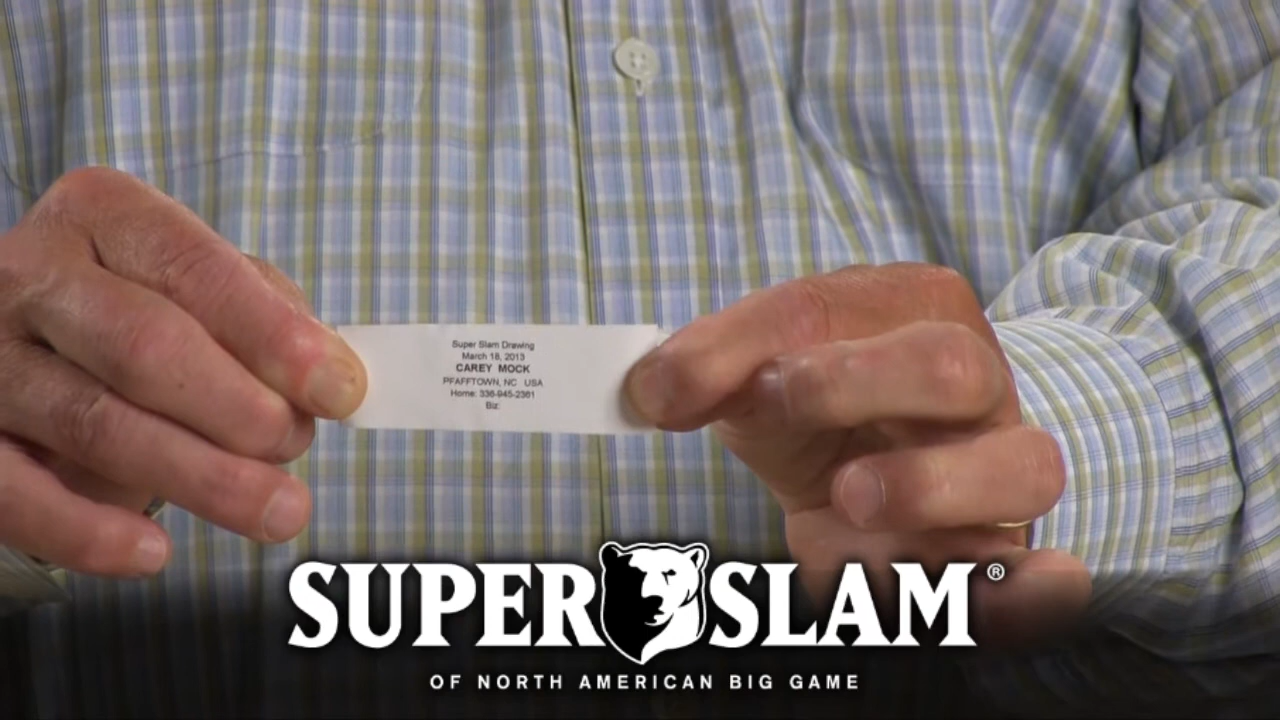 Super Slam Drawing
March 18, 2013
CAREY MOCK
PFAFFTOWN, NC USA
Home: 336-945-2361
Biz:
SUPER SLAM®
OF NORTH AMERICAN BIG GAME